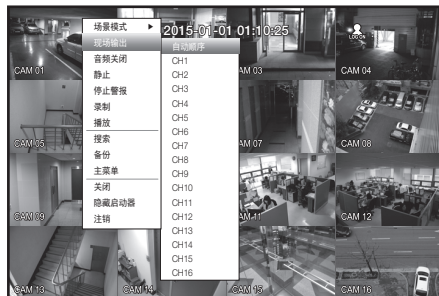 2015-01-01 01:10:25
场景模式
现场输出
音频关闭
静止
停止警报
录制
播放
搜索
备份
主菜单
关闭
隐藏启动器
注销
自动顺序
CH1
CH2
CH3
CH4
CH5
CH6
CH7
CH8
CH9
CH10
CH11
CH12
CH13
CH14
CH15
CH16
LOG ON
CAM 01
CAM 03
CAM 04
CAM 05
CAM 07
CAM 08
CAM 09
CAM 11
CAM 12
CAM 13
CAM 14
CAM 15
CAM 16